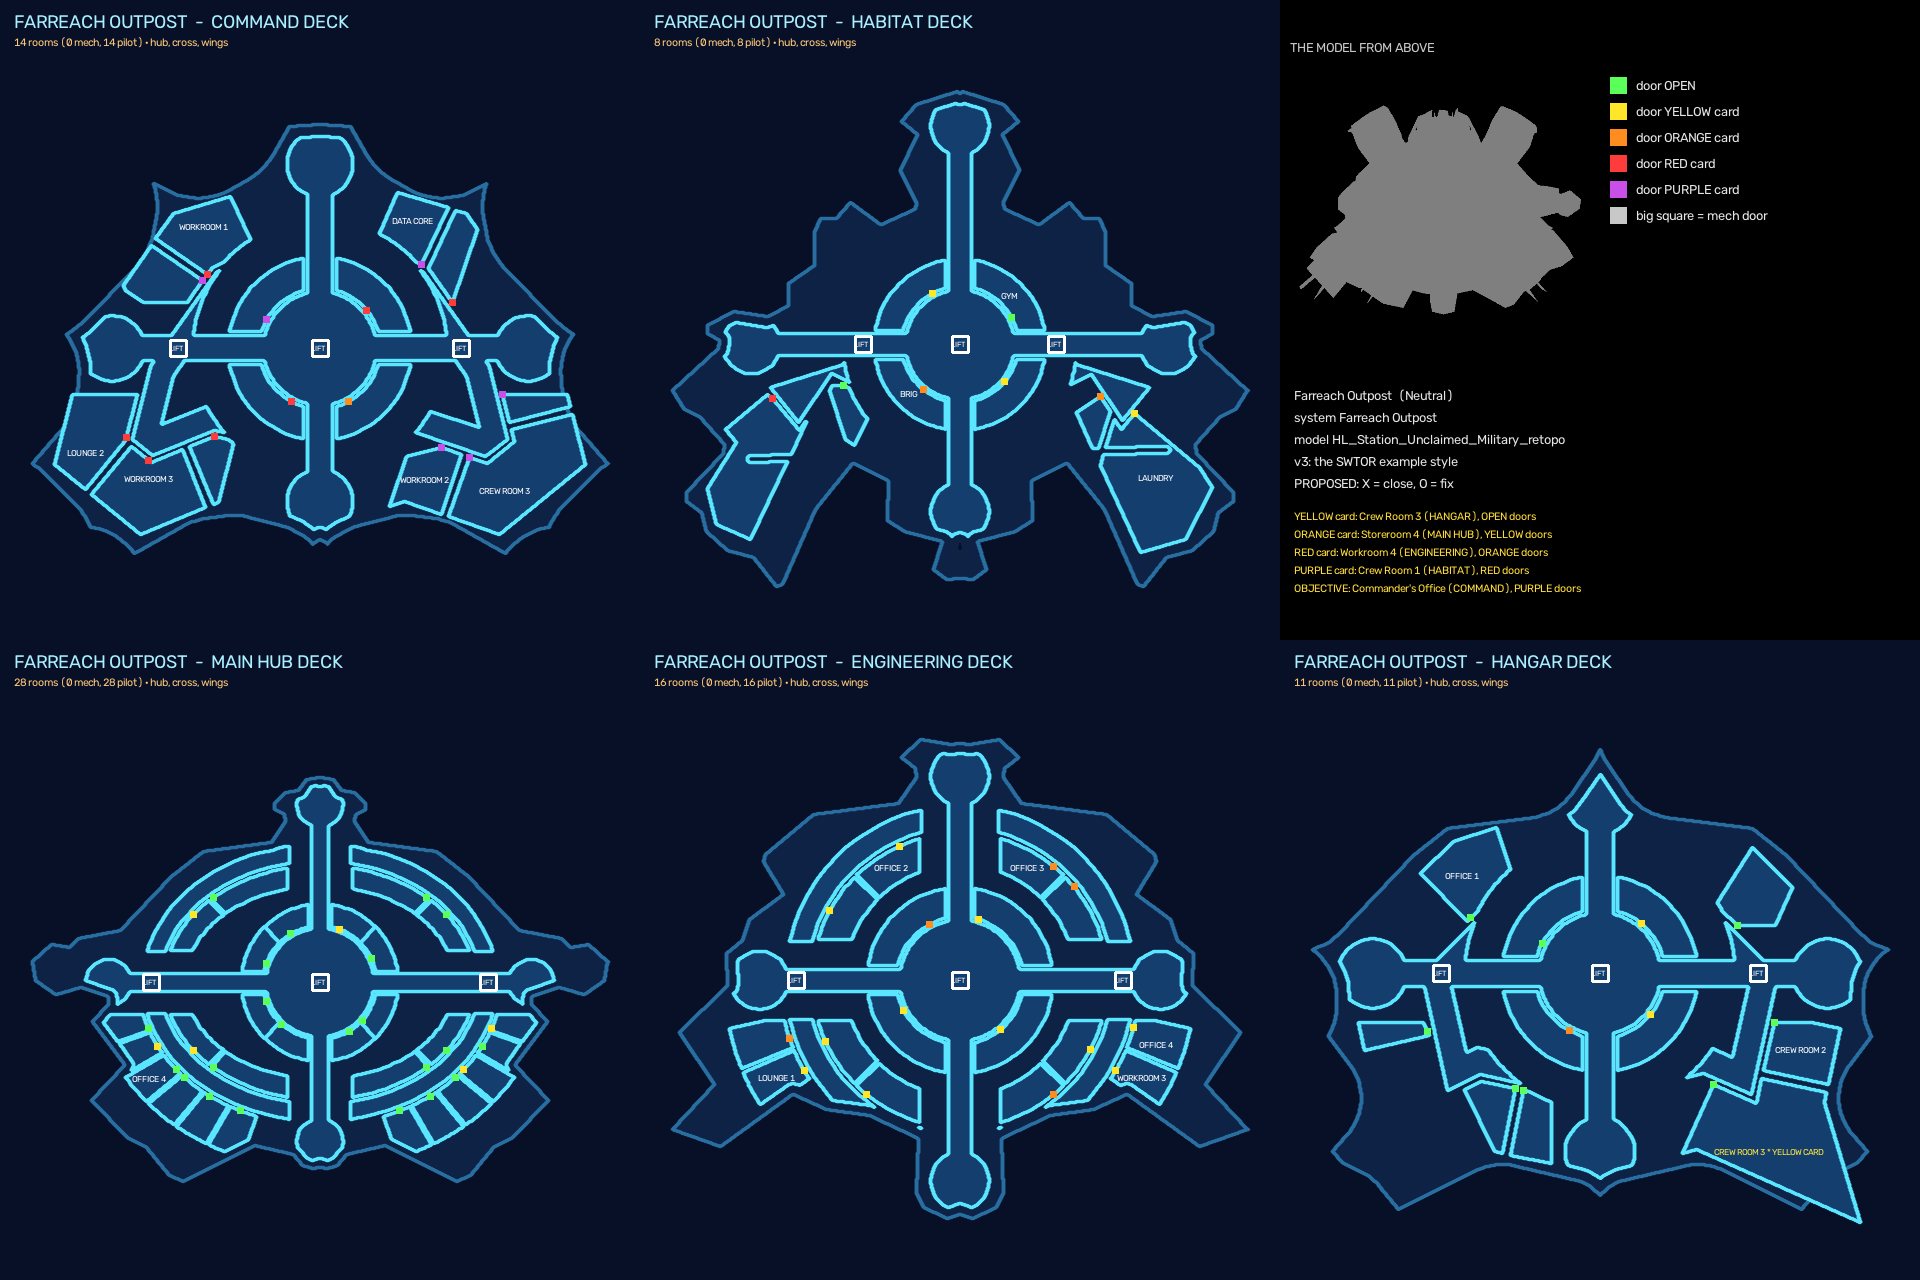 FARREACH OUTPOST - COMMAND DECK
14 rooms (0 mech, 14 pilot) • hub, cross, wings
WORKROOM 1
DATA CORE
LIFT
LIFT
LIFT
LOUNGE 2
WORKROOM 3
WORKROOM 2
CREW ROOM 3
FARREACH OUTPOST - HABITAT DECK
8 rooms (0 mech, 8 pilot) • hub, cross, wings
GYM
LIFT
LIFT
LIFT
BRIG
LAUNDRY
THE MODEL FROM ABOVE
door OPEN
door YELLOW card
door ORANGE card
door RED card
door PURPLE card
big square = mech door
Farreach Outpost (Neutral)
system Farreach Outpost
model HL_Station_Unclaimed_Military_retopo
v3: the SWTOR example style
PROPOSED: X = close, O = fix
YELLOW card: Crew Room 3 (HANGAR), OPEN doors
ORANGE card: Storeroom 4 (MAIN HUB), YELLOW doors
RED card: Workroom 4 (ENGINEERING), ORANGE doors
PURPLE card: Crew Room 1 (HABITAT), RED doors
OBJECTIVE: Commander's Office (COMMAND), PURPLE doors
FARREACH OUTPOST - MAIN HUB DECK
28 rooms (0 mech, 28 pilot) • hub, cross, wings
LIFT
LIFT
LIFT
OFFICE 4
FARREACH OUTPOST - ENGINEERING DECK
16 rooms (0 mech, 16 pilot) • hub, cross, wings
OFFICE 2
OFFICE 3
LIFT
LIFT
LIFT
OFFICE 4
LOUNGE 1
WORKROOM 3
FARREACH OUTPOST - HANGAR DECK
11 rooms (0 mech, 11 pilot) • hub, cross, wings
OFFICE 1
LIFT
LIFT
LIFT
CREW ROOM 2
CREW ROOM 3 * YELLOW CARD